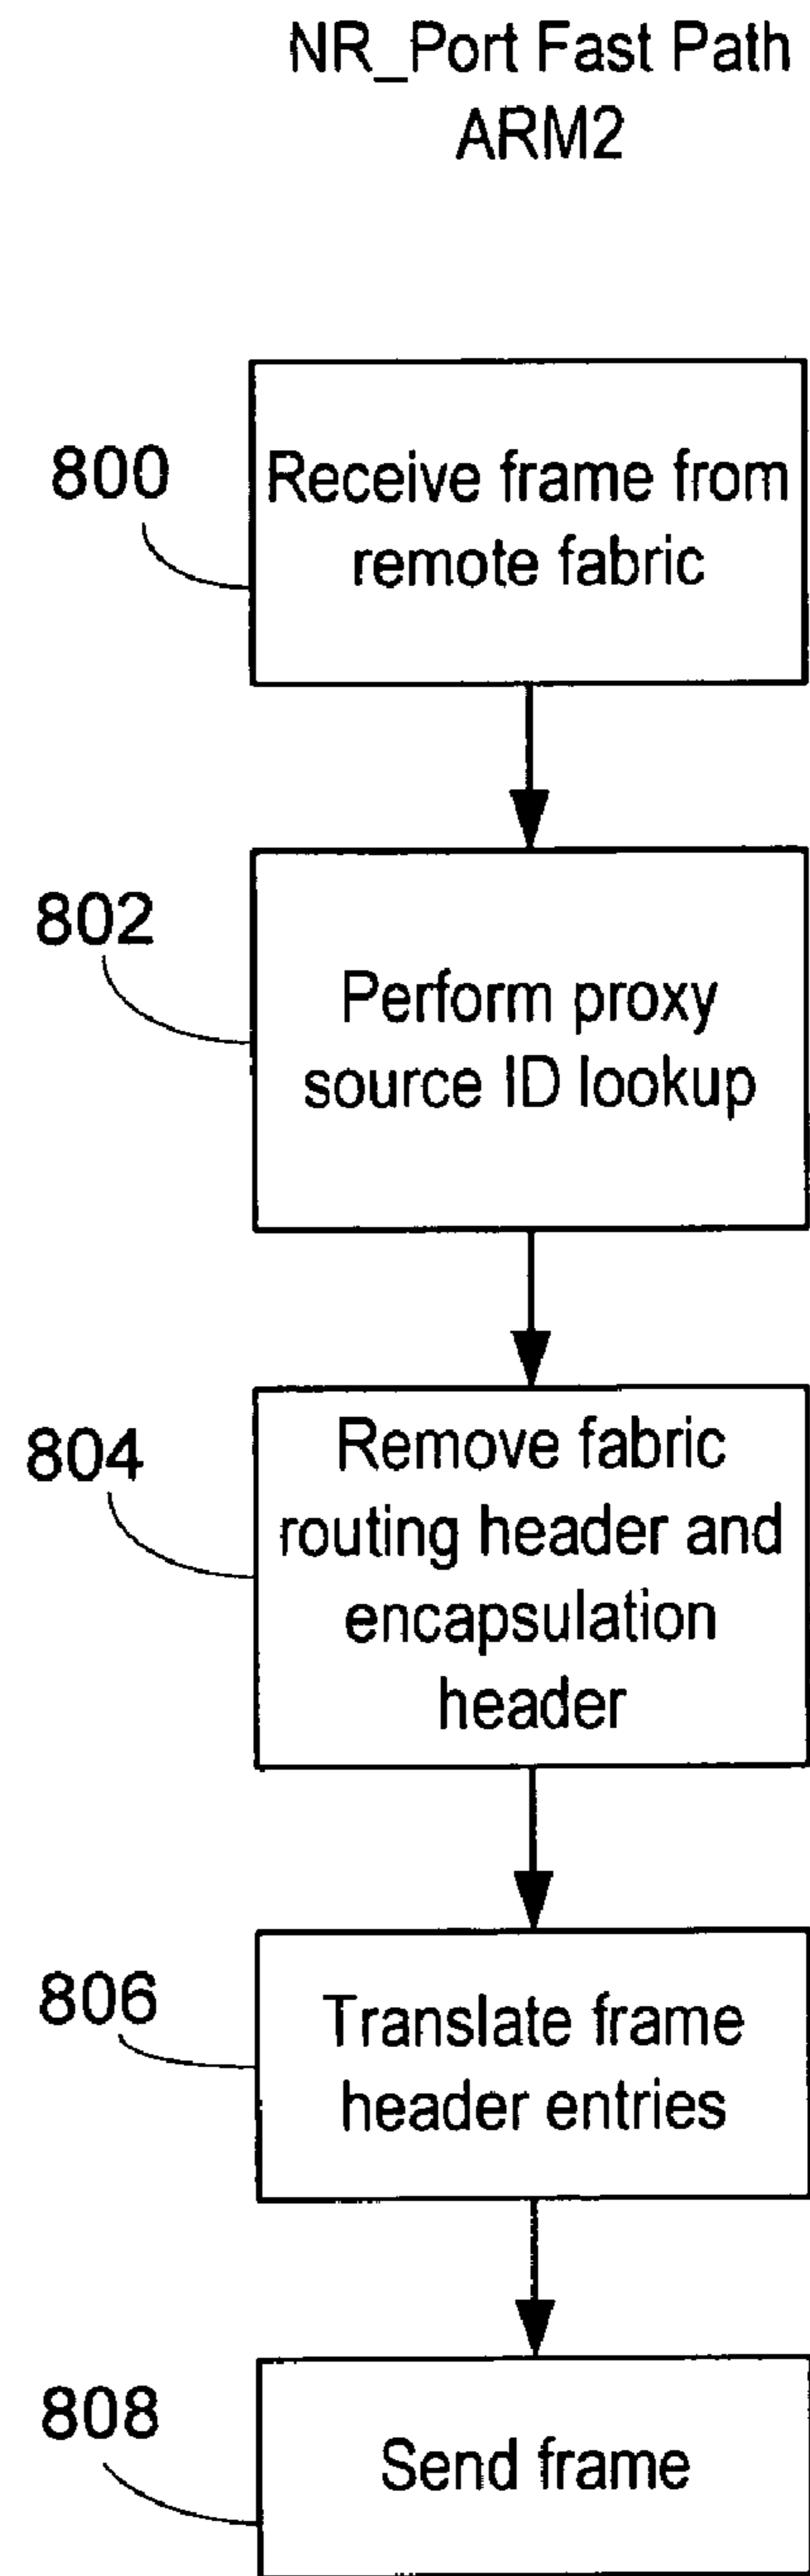 NR_Port Fast Path
ARM2
800
Receive frame from
remote fabric
802
Perform proxy
source ID lookup
804
Remove fabric
routing header and
encapsulation
header
806
Translate frame
header entries
808
Send frame